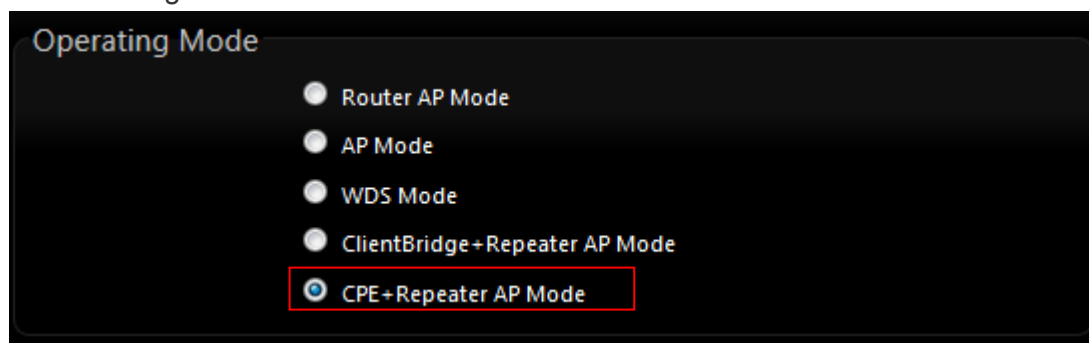 Operating Mode
Router AP Mode
AP Mode
WDS Mode
ClientBridge+Repeater AP Mode
CPE+Repeater AP Mode